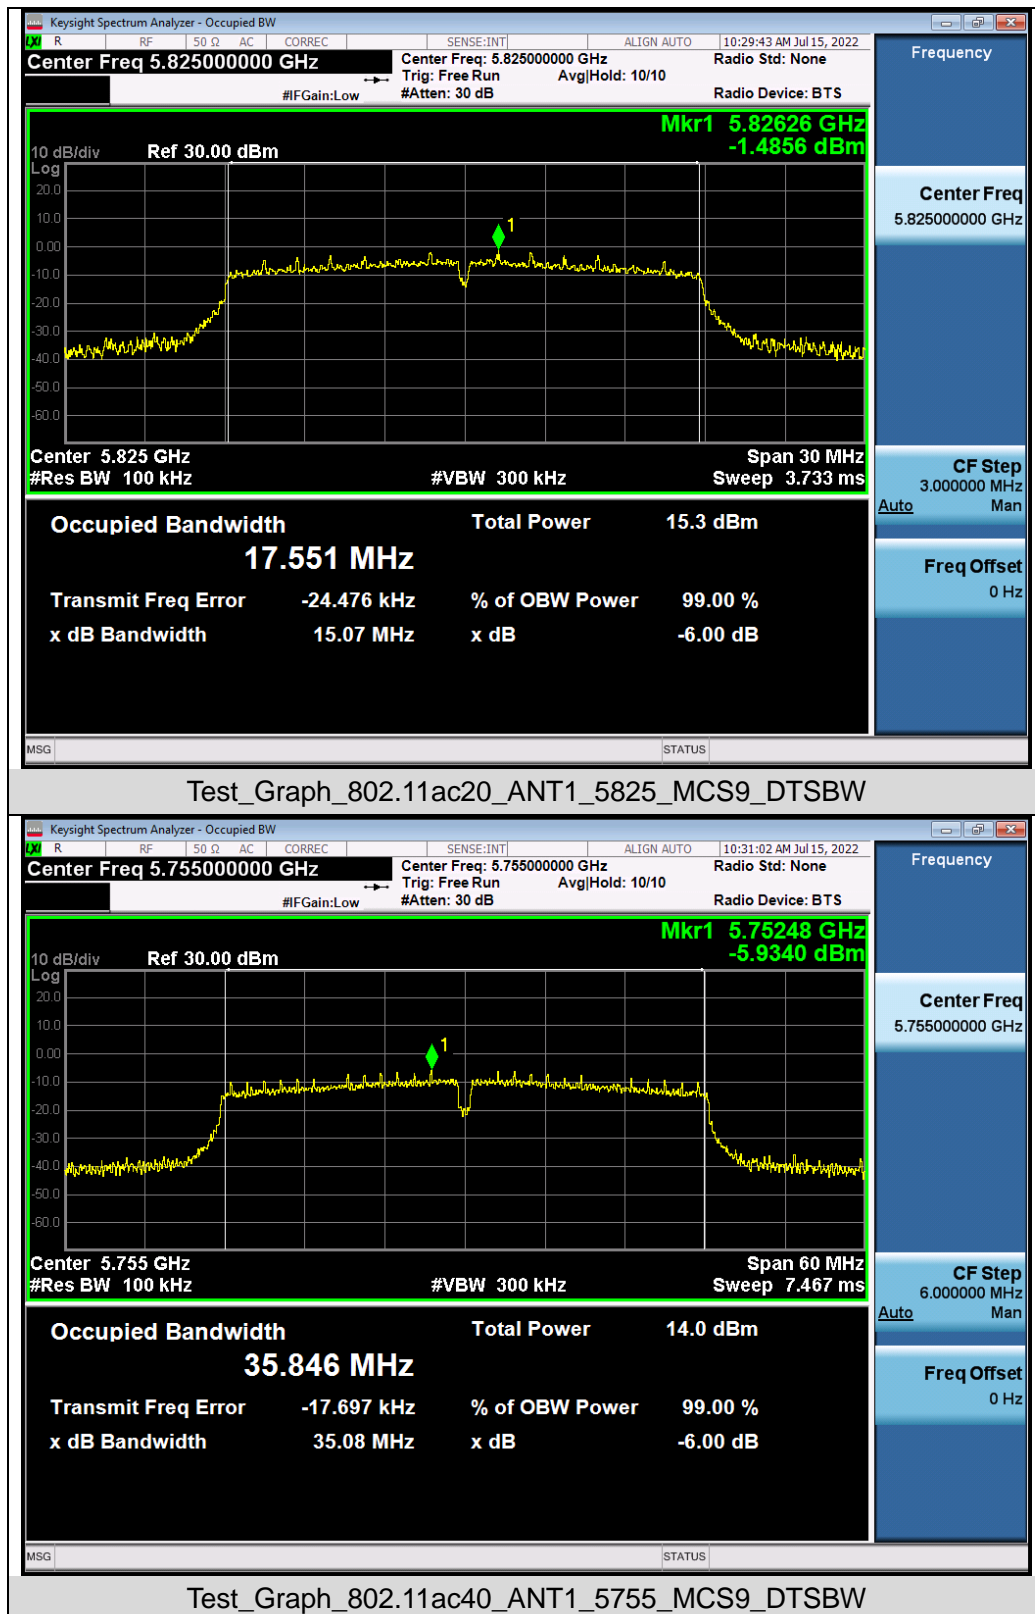 Keysight Spectrum Analyzer - Occupied BW
LXI R RF 50 Ω AC CORREC SENSE:INT ALIGN AUTO 10:29:43 AM Jul 15, 2022
Center Freq 5.825000000 GHz Center Freq: 5.825000000 GHz Radio Std: None
Trig: Free Run Avg|Hold: 10/10
#IFGain:Low #Atten: 30 dB Radio Device: BTS
Frequency
Mkr1 5.82626 GHz
-1.4856 dBm
10 dB/div Ref 30.00 dBm
Log
20.0
10.0
1
0.00
-10.0
-20.0
-30.0
-40.0
-50.0
-60.0
Center 5.825 GHz Span 30 MHz
#Res BW 100 kHz #VBW 300 kHz Sweep 3.733 ms
Center Freq
5.825000000 GHz
CF Step
3.000000 MHz
Auto Man
Freq Offset
0 Hz
Occupied Bandwidth Total Power 15.3 dBm
17.551 MHz
Transmit Freq Error -24.476 kHz % of OBW Power 99.00 %
x dB Bandwidth 15.07 MHz x dB -6.00 dB
MSG STATUS
Test_Graph_802.11ac20_ANT1_5825_MCS9_DTSBW
Keysight Spectrum Analyzer - Occupied BW
LXI R RF 50 Ω AC CORREC SENSE:INT ALIGN AUTO 10:31:02 AM Jul 15, 2022
Center Freq 5.755000000 GHz Center Freq: 5.755000000 GHz Radio Std: None
Trig: Free Run Avg|Hold: 10/10
#IFGain:Low #Atten: 30 dB Radio Device: BTS
Frequency
Mkr1 5.75248 GHz
-5.9340 dBm
10 dB/div Ref 30.00 dBm
Log
20.0
10.0
1
0.00
-10.0
-20.0
-30.0
-40.0
-50.0
-60.0
Center 5.755 GHz Span 60 MHz
#Res BW 100 kHz #VBW 300 kHz Sweep 7.467 ms
Center Freq
5.755000000 GHz
CF Step
6.000000 MHz
Auto Man
Freq Offset
0 Hz
Occupied Bandwidth Total Power 14.0 dBm
35.846 MHz
Transmit Freq Error -17.697 kHz % of OBW Power 99.00 %
x dB Bandwidth 35.08 MHz x dB -6.00 dB
MSG STATUS
Test_Graph_802.11ac40_ANT1_5755_MCS9_DTSBW